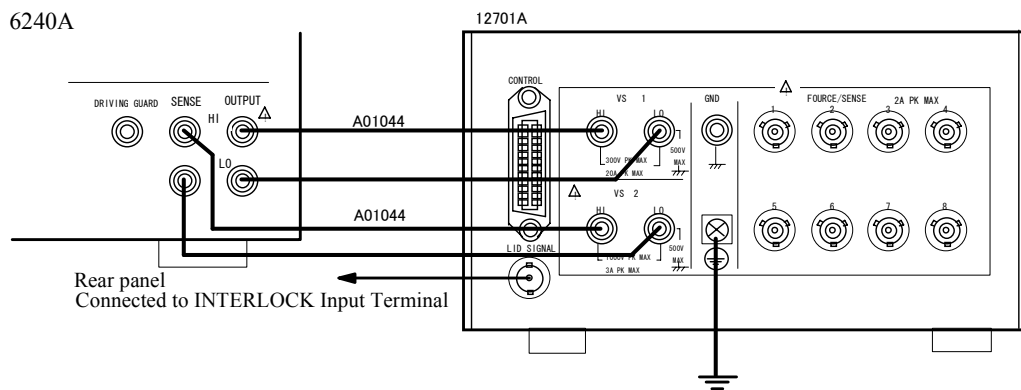 6240A
12701A
CONTROL
DRIVING GUARD SENSE OUTPUT
HI
LO
A01044
A01044
VS 1
HI LO
300V PK MAX
20A PK MAX
500V
MAX
VS 2
HI LO
1000V PK MAX
3A PK MAX
500V
MAX
GND
FOURCE/SENSE 2A PK MAX
1 2 3 4
5 6 7 8
LID SIGNAL
Rear panel
Connected to INTERLOCK Input Terminal